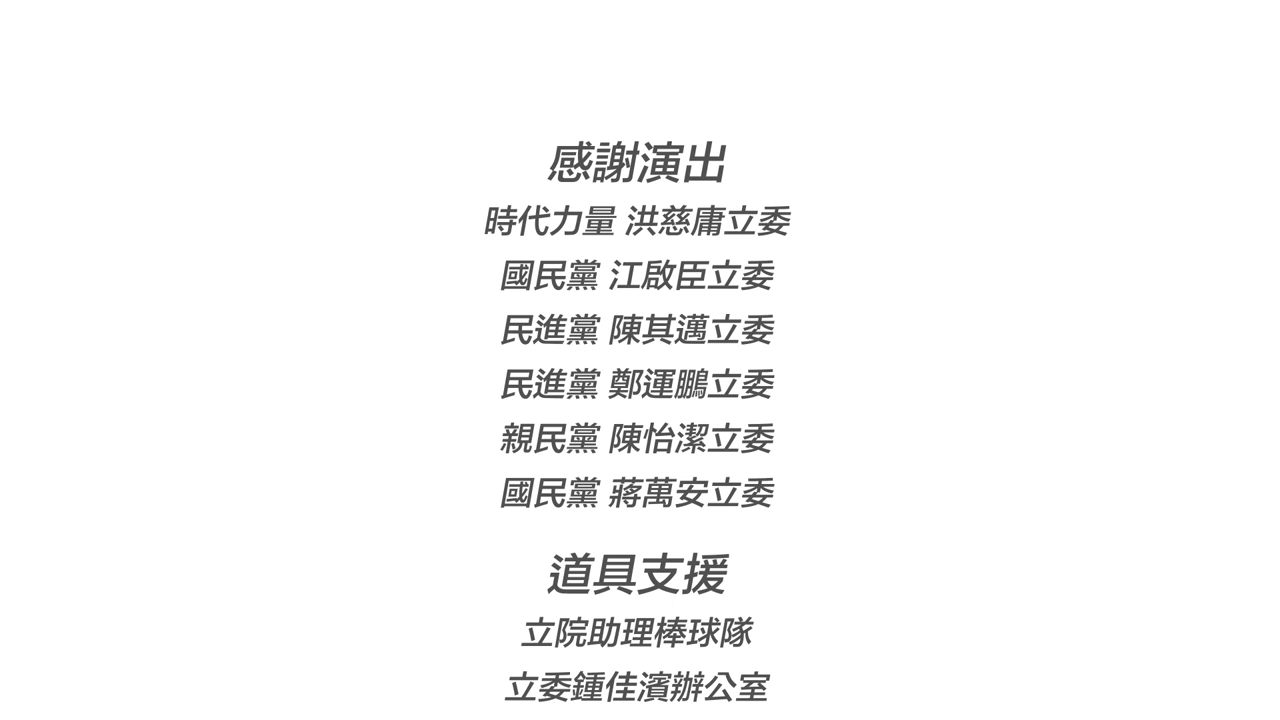 感謝演出
時代力量 洪慈庸立委
國民黨 江啟臣立委
民進黨 陳其邁立委
民進黨 鄭運鵬立委
親民黨 陳怡潔立委
國民黨 蔣萬安立委
道具支援
立院助理棒球隊
立委鍾佳濱辦公室